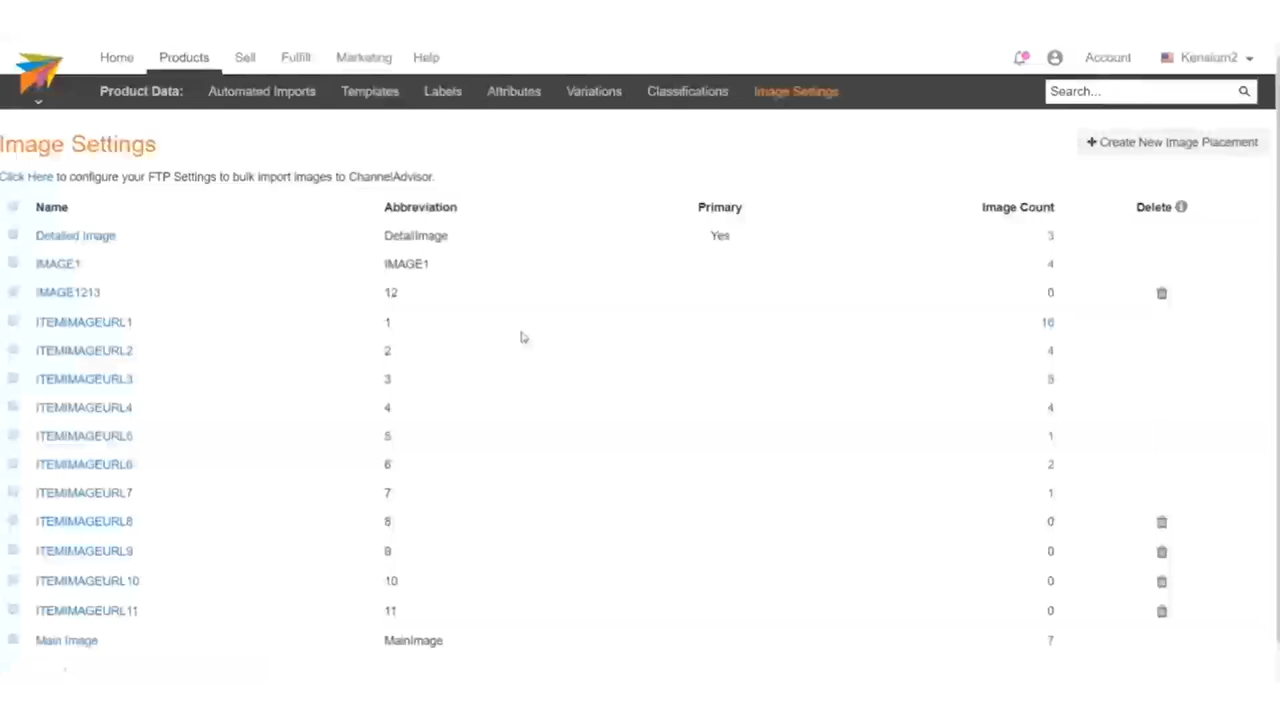 Home Products Sell Fulfill Marketing Help Account Kensium2
Product Data: Automated Imports Templates Labels Attributes Variations Classifications Image Settings Search...
Image Settings
+ Create New Image Placement
Click Here to configure your FTP Settings to bulk import images to ChannelAdvisor.
Name Abbreviation Primary Image Count Delete
Detailed Image DetailImage Yes 3
IMAGE1 IMAGE1 4
IMAGE1213 12 0
ITEMIMAGEURL1 1 16
ITEMIMAGEURL2 2 4
ITEMIMAGEURL3 3
ITEMIMAGEURL4 4 4
ITEMIMAGEURL5 5 1
ITEMIMAGEURL6 6 2
ITEMIMAGEURL7 7 1
ITEMIMAGEURL8 8 0
ITEMIMAGEURL9 9 0
ITEMIMAGEURL10 10 0
ITEMIMAGEURL11 11 0
Main Image MainImage 7